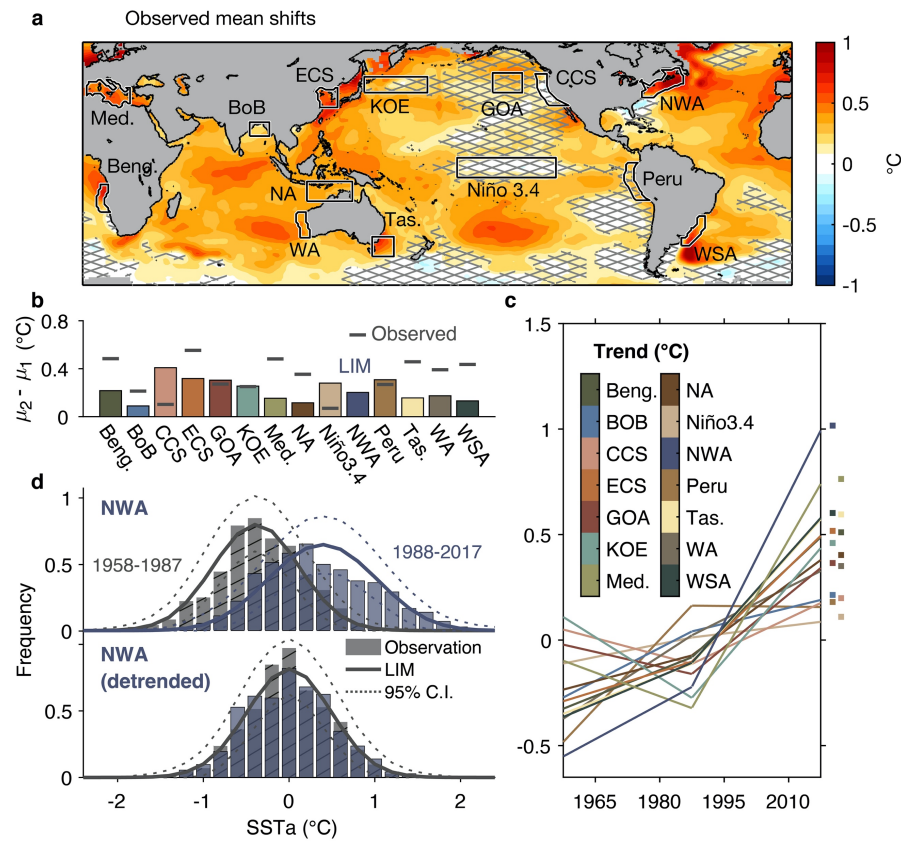 a Observed mean shifts
Med.
BoB
ECS
KOE
GOA
CCS
NWA
Beng.
NA
WA
Tas.
Niño 3.4
Peru
WSA
1
0.5
0
-0.5
-1
°C
b
μ2 - μ1 (°C)
0.8
0.4
0
Observed
LIM
Beng.
BoB
CCS
ECS
GOA
KOE
Med.
NA
Niño3.4
NWA
Peru
Tas.
WA
WSA
c
Trend (°C)
Beng.
BOB
CCS
ECS
GOA
KOE
Med.
NA
Niño3.4
NWA
Peru
Tas.
WA
WSA
1.5
1
0.5
0
-0.5
1965 1980 1995 2010
d
NWA
1958-1987
1988-2017
1
0.5
0
Frequency
NWA
(detrended)
Observation
LIM
95% C.I.
0.5
0
-2 -1 0 1 2
SSTa (°C)